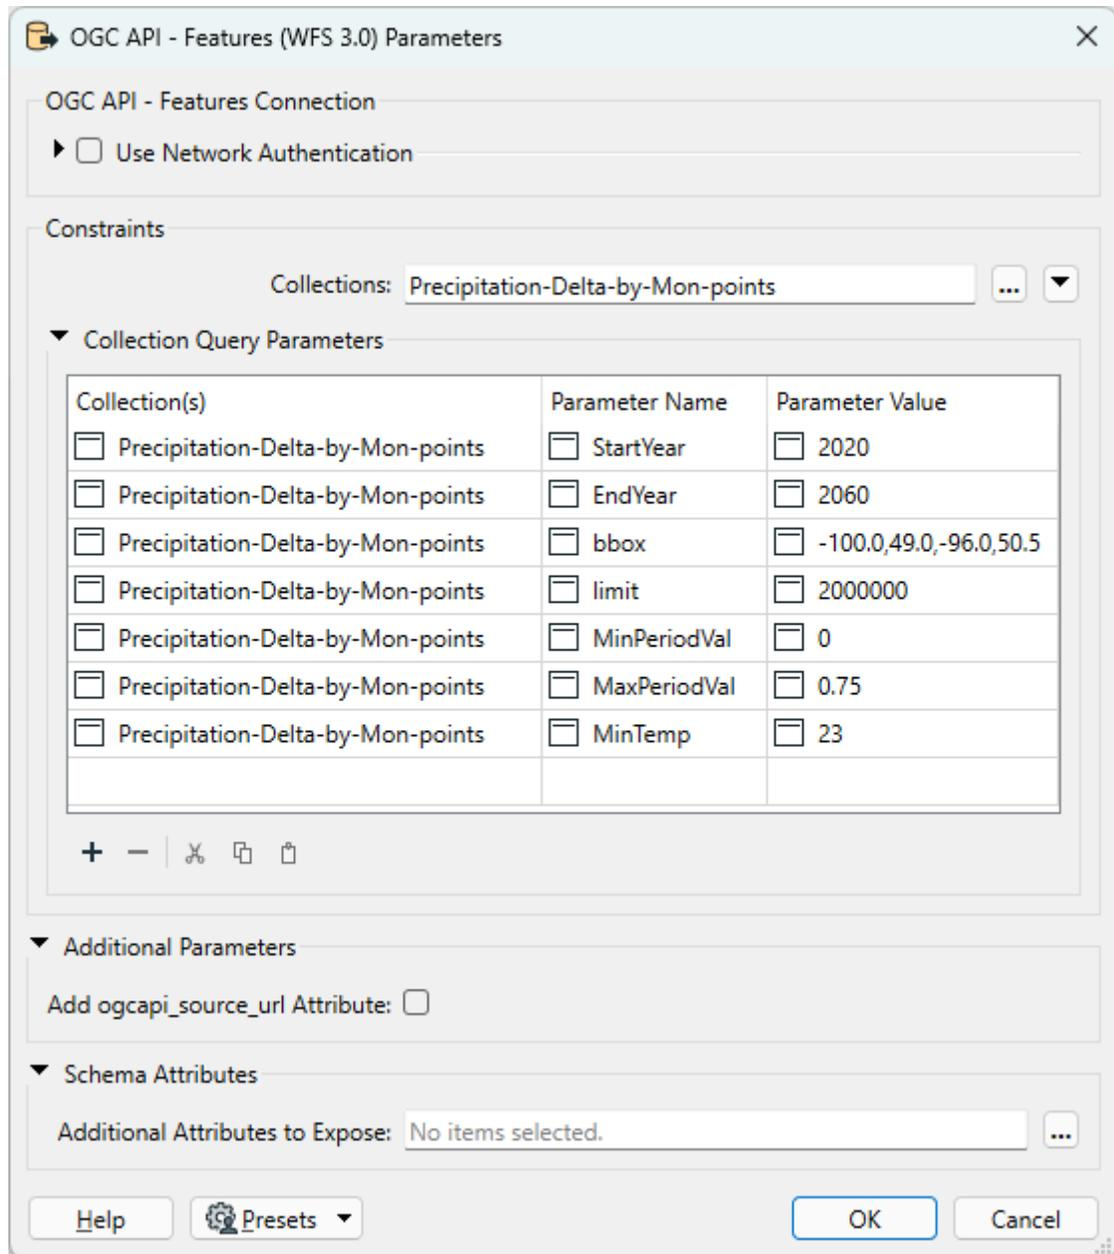 OGC API - Features (WFS 3.0) Parameters
OGC API - Features Connection
Use Network Authentication
Constraints
Collections: Precipitation-Delta-by-Mon-points ...
Collection Query Parameters
Collection(s) Parameter Name Parameter Value
Precipitation-Delta-by-Mon-points StartYear 2020
Precipitation-Delta-by-Mon-points EndYear 2060
Precipitation-Delta-by-Mon-points bbox -100.0,49.0,-96.0,50.5
Precipitation-Delta-by-Mon-points limit 2000000
Precipitation-Delta-by-Mon-points MinPeriodVal 0
Precipitation-Delta-by-Mon-points MaxPeriodVal 0.75
Precipitation-Delta-by-Mon-points MinTemp 23
Additional Parameters
Add ogcapi_source_url Attribute:
Schema Attributes
Additional Attributes to Expose: No items selected. ...
Help Presets OK Cancel